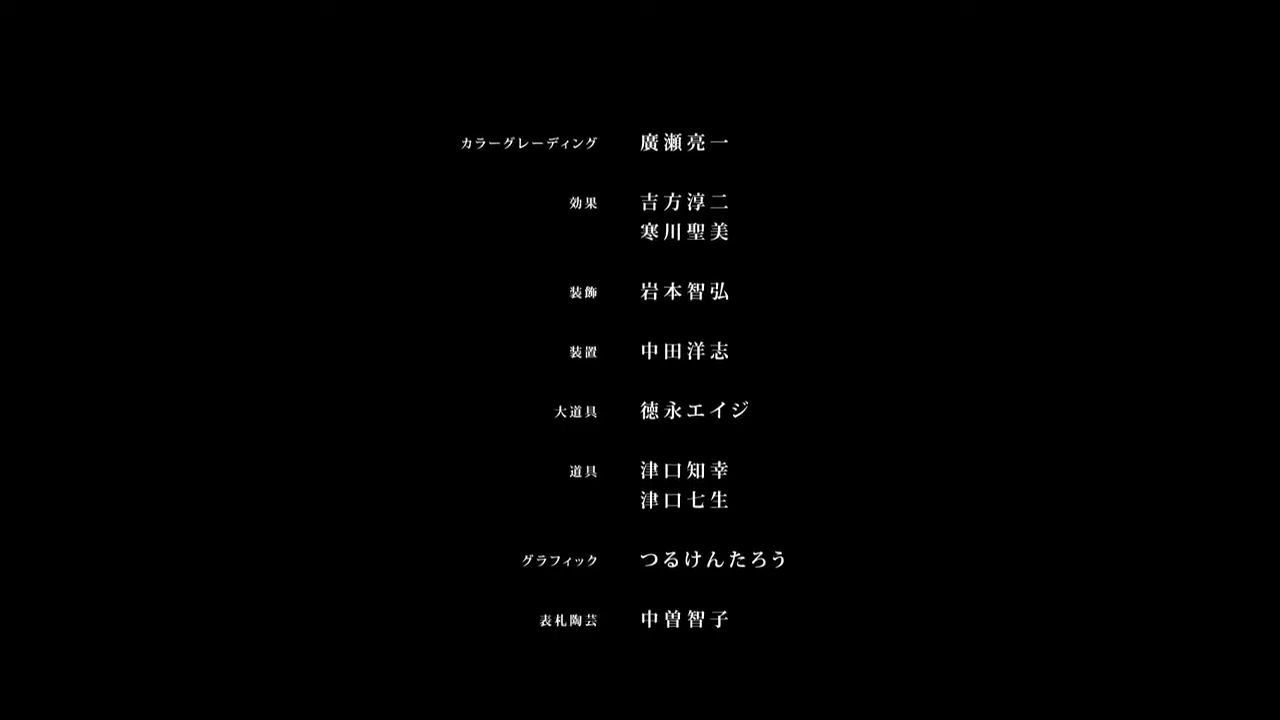 カラーグレーディング 廣瀬亮一
効果 吉方淳二
寒川聖美
装飾 岩本智弘
装置 中田洋志
大道具 徳永エイジ
道具 津口知幸
津口七生
グラフィック つるけんたろう
表札陶芸 中曽智子